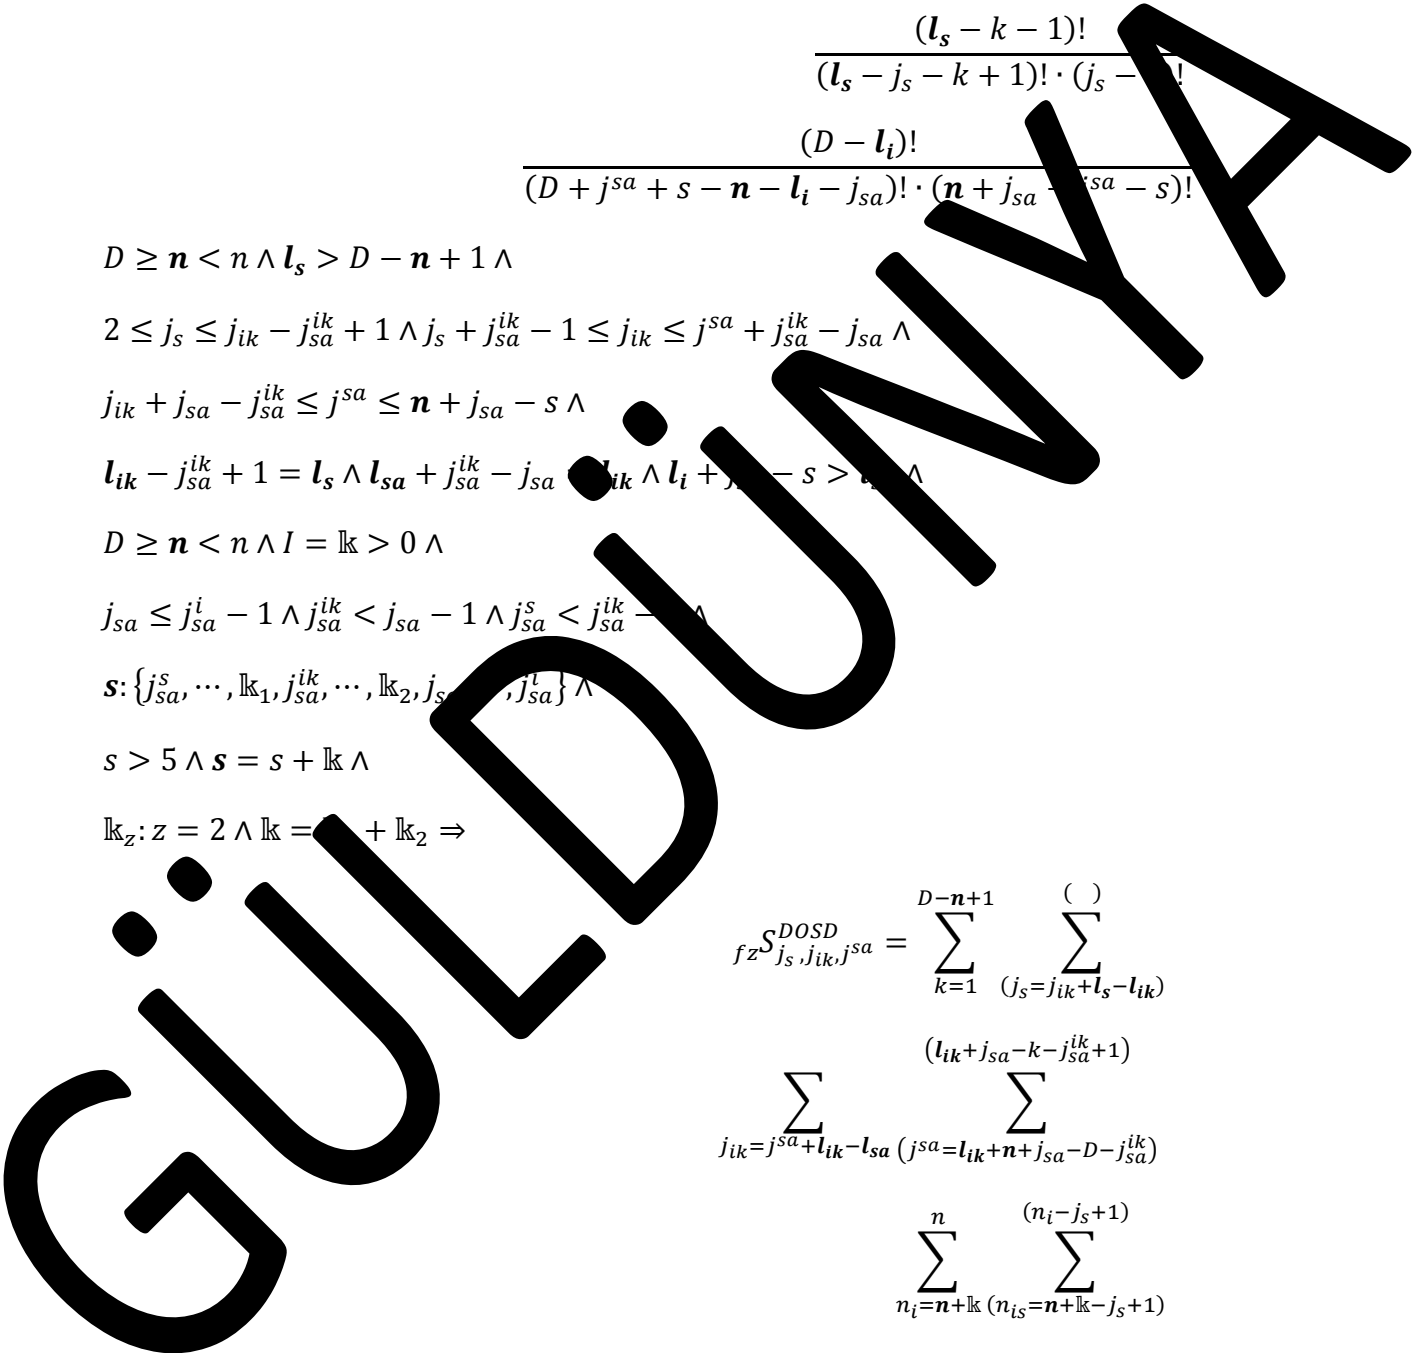 (l_s − k − 1)!
(l_s − j_s − k + 1)! · (j_s − )!
(D − l_i)!
(D + j^{sa} + s − n − l_i − j_{sa})! · (n + j_{sa} j^{sa} − s)!
D ≥ n < n ∧ l_s > D − n + 1 ∧
2 ≤ j_s ≤ j_{ik} − j_{sa}^{ik} + 1 ∧ j_s + j_{sa}^{ik} − 1 ≤ j_{ik} ≤ j^{sa} + j_{sa}^{ik} − j_{sa} ∧
j_{ik} + j_{sa} − j_{sa}^{ik} ≤ j^{sa} ≤ n + j_{sa} − s ∧
l_{ik} − j_{sa}^{ik} + 1 = l_s ∧ l_{sa} + j_{sa}^{ik} − j_{sa} l_{ik} ∧ l_i + − s > ∧
D ≥ n < n ∧ I = 𝕜 > 0 ∧
j_{sa} ≤ j_{sa}^i − 1 ∧ j_{sa}^{ik} < j_{sa} − 1 ∧ j_{sa}^s < j_{sa}^{ik} − ∧
s: {j_{sa}^s, ⋯, 𝕜_1, j_{sa}^{ik}, ⋯, 𝕜_2, , j_{sa}^i} ∧
s > 5 ∧ s = s + 𝕜 ∧
𝕜_z: z = 2 ∧ 𝕜 = + 𝕜_2 ⇒
D−n+1 ( )
_{fz}S_{j_s,j_{ik},j^{sa}}^{DOSD} = ∑ ∑
k=1 (j_s=j_{ik}+l_s−l_{ik})
(l_{ik}+j_{sa}−k−j_{sa}^{ik}+1)
∑ ∑
j_{ik}=j^{sa}+l_{ik}−l_{sa} (j^{sa}=l_{ik}+n+j_{sa}−D−j_{sa}^{ik})
n (n_i−j_s+1)
∑ ∑
n_i=n+𝕜 (n_{is}=n+𝕜−j_s+1)
GÜLDÜNYA